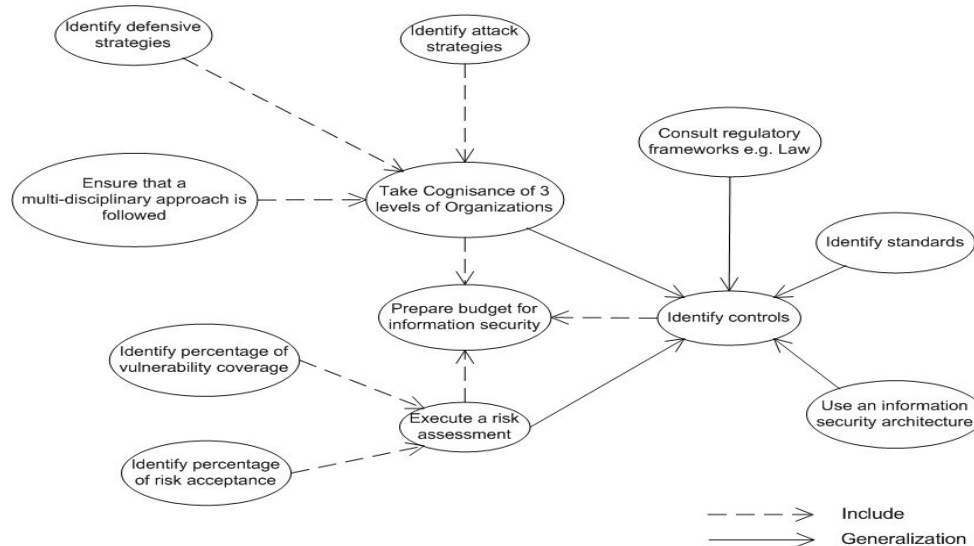 Identify defensive
strategies
Identify attack
strategies
Consult regulatory
frameworks e.g. Law
Ensure that a
multi-disciplinary approach is
followed
Take Cognisance of 3
levels of Organizations
Identify standards
Prepare budget for
information security
Identify controls
Identify percentage of
vulnerability coverage
Execute a risk
assessment
Use an information
security architecture
Identify percentage
of risk acceptance
Include
Generalization